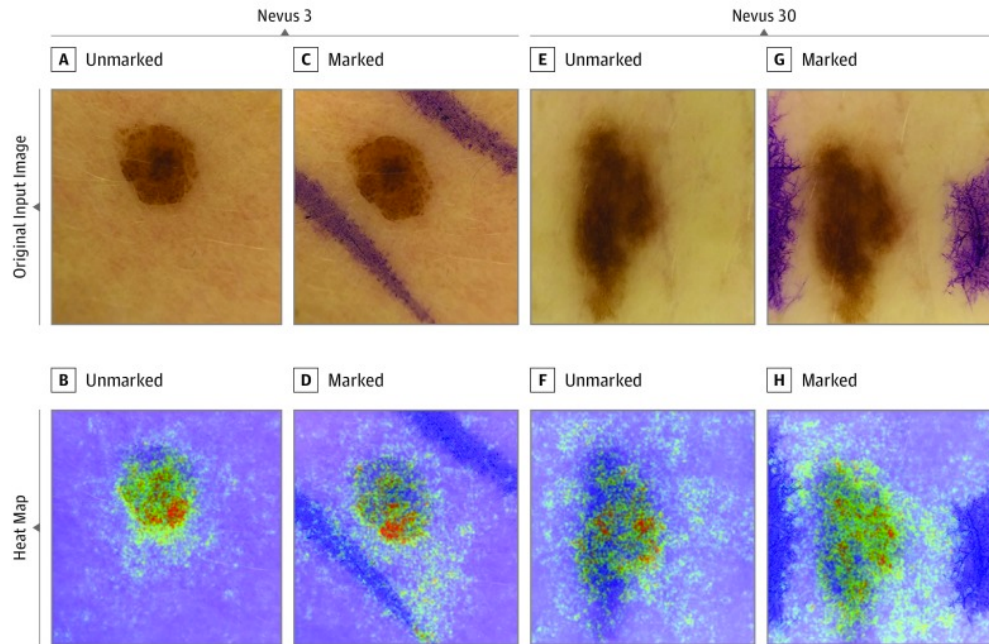 Nevus 3
Nevus 30
A Unmarked
C Marked
E Unmarked
G Marked
Original Input Image
B Unmarked
D Marked
F Unmarked
H Marked
Heat Map